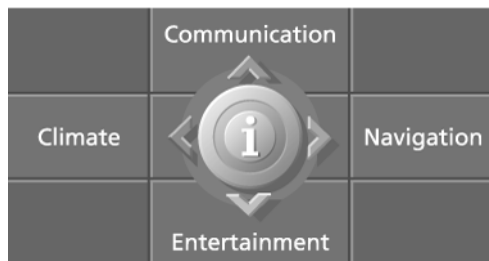 Communication
Climate
i
Navigation
Entertainment